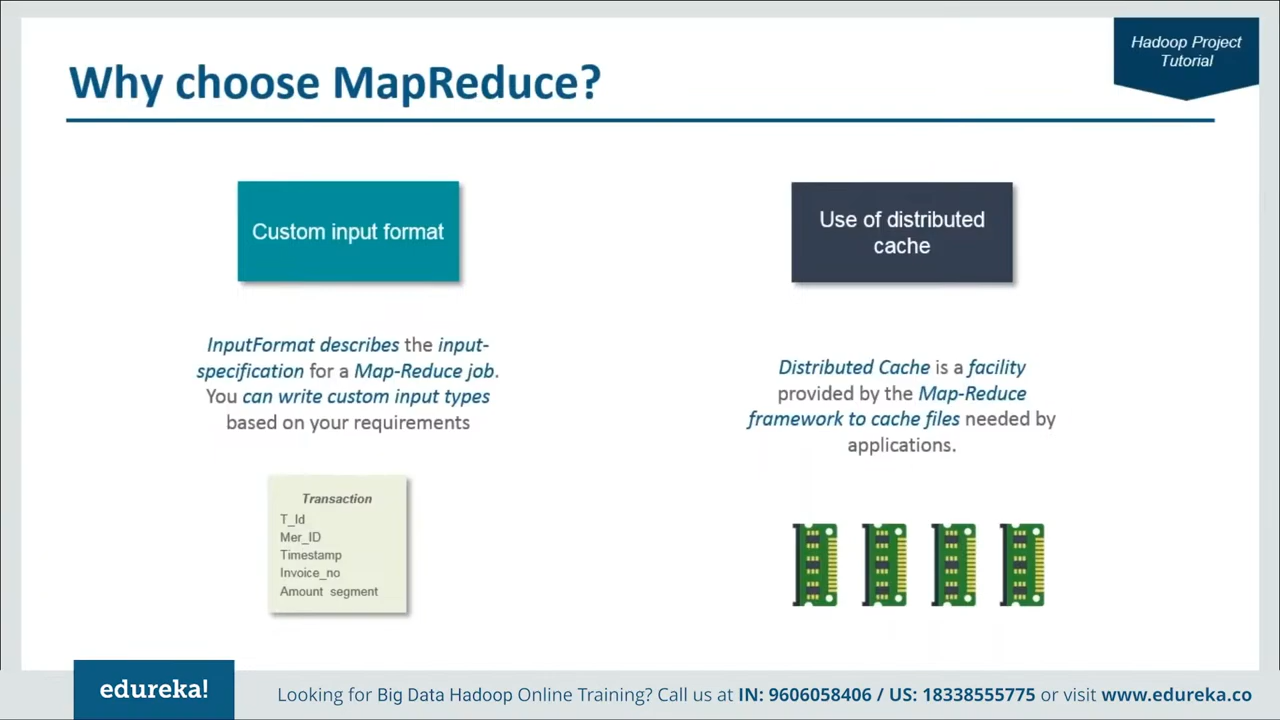 Hadoop Project
Tutorial
Why choose MapReduce?
Custom input format
InputFormat describes the input-
specification for a Map-Reduce job.
You can write custom input types
based on your requirements
Transaction
T_Id
Mer_ID
Timestamp
Invoice_no
Amount segment
Use of distributed
cache
Distributed Cache is a facility
provided by the Map-Reduce
framework to cache files needed by
applications.
edureka!
Looking for Big Data Hadoop Online Training? Call us at IN: 9606058406 / US: 18338555775 or visit www.edureka.co